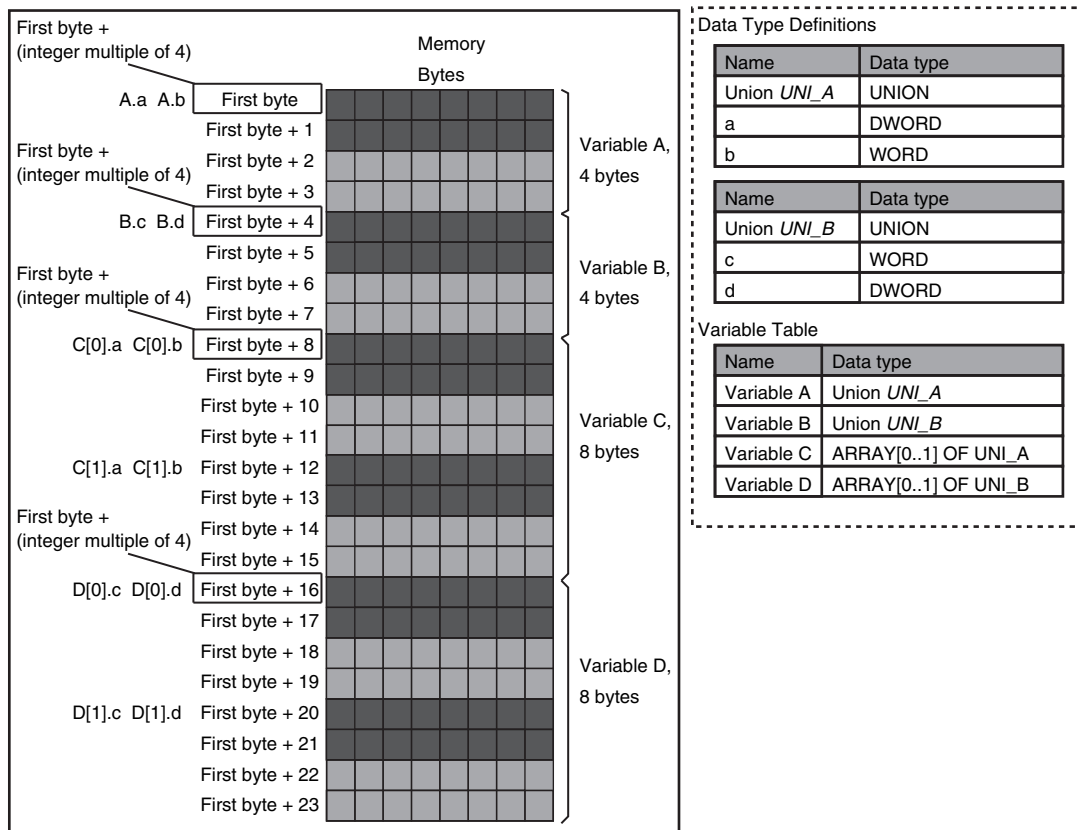 First byte +
(integer multiple of 4)
Memory
Bytes
A.a A.b First byte
First byte + 1
Variable A,
4 bytes
First byte +
(integer multiple of 4)
First byte + 2
First byte + 3
B.c B.d First byte + 4
First byte + 5
Variable B,
4 bytes
First byte +
(integer multiple of 4)
First byte + 6
First byte + 7
C[0].a C[0].b First byte + 8
First byte + 9
First byte + 10
First byte + 11
Variable C,
8 bytes
C[1].a C[1].b First byte + 12
First byte + 13
First byte +
(integer multiple of 4)
First byte + 14
First byte + 15
D[0].c D[0].d First byte + 16
First byte + 17
First byte + 18
First byte + 19
Variable D,
8 bytes
D[1].c D[1].d First byte + 20
First byte + 21
First byte + 22
First byte + 23
Data Type Definitions
Name Data type
Union UNI_A UNION
a DWORD
b WORD
Name Data type
Union UNI_B UNION
c WORD
d DWORD
Variable Table
Name Data type
Variable A Union UNI_A
Variable B Union UNI_B
Variable C ARRAY[0..1] OF UNI_A
Variable D ARRAY[0..1] OF UNI_B